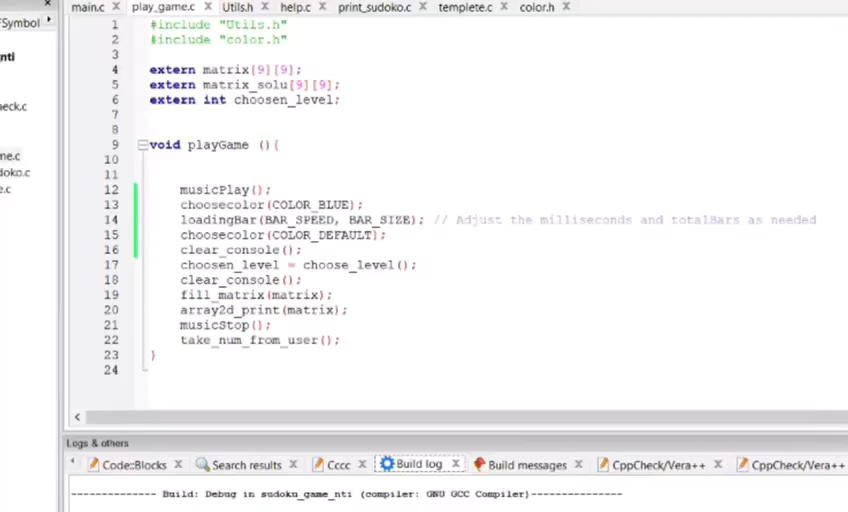 main.c × play_game.c × Utils.h × help.c × print_sudoko.c × templete.c × color.h ×
FSymbol
nti
eck.c
me.c
doko.c
e.c
1 #include "Utils.h"
2 #include "color.h"
3
4 extern matrix[9][9];
5 extern matrix_solu[9][9];
6 extern int choosen_level;
7
8
9 void playGame (){
10
11
12 musicPlay();
13 choosecolor(COLOR_BLUE);
14 loadingBar(BAR_SPEED, BAR_SIZE); // Adjust the milliseconds and totalBars as needed
15 choosecolor(COLOR_DEFAULT);
16 clear_console();
17 choosen_level = choose_level();
18 clear_console();
19 fill_matrix(matrix);
20 array2d_print(matrix);
21 musicStop();
22 take_num_from_user();
23 }
24
Logs & others
Code::Blocks × Search results × Cccc × Build log × Build messages × CppCheck/Vera++ × CppCheck/Vera++
-------------- Build: Debug in sudoku_game_nti (compiler: GNU GCC Compiler)---------------